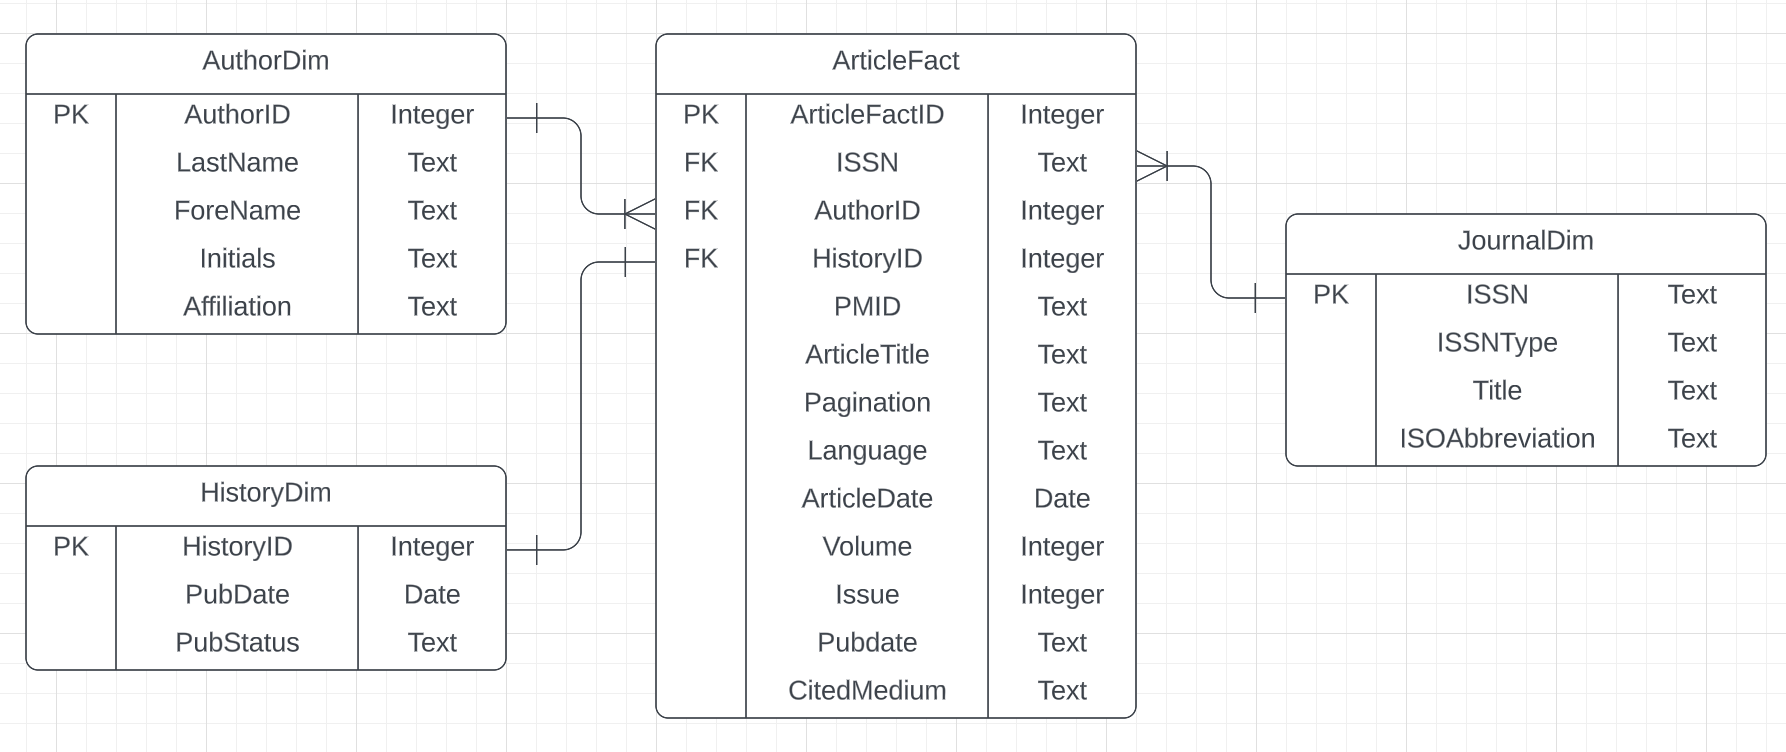 AuthorDim
PK AuthorID Integer
LastName Text
ForeName Text
Initials Text
Affiliation Text
HistoryDim
PK HistoryID Integer
PubDate Date
PubStatus Text
ArticleFact
PK ArticleFactID Integer
FK ISSN Text
FK AuthorID Integer
FK HistoryID Integer
PMID Text
ArticleTitle Text
Pagination Text
Language Text
ArticleDate Date
Volume Integer
Issue Integer
Pubdate Text
CitedMedium Text
JournalDim
PK ISSN Text
ISSNType Text
Title Text
ISOAbbreviation Text